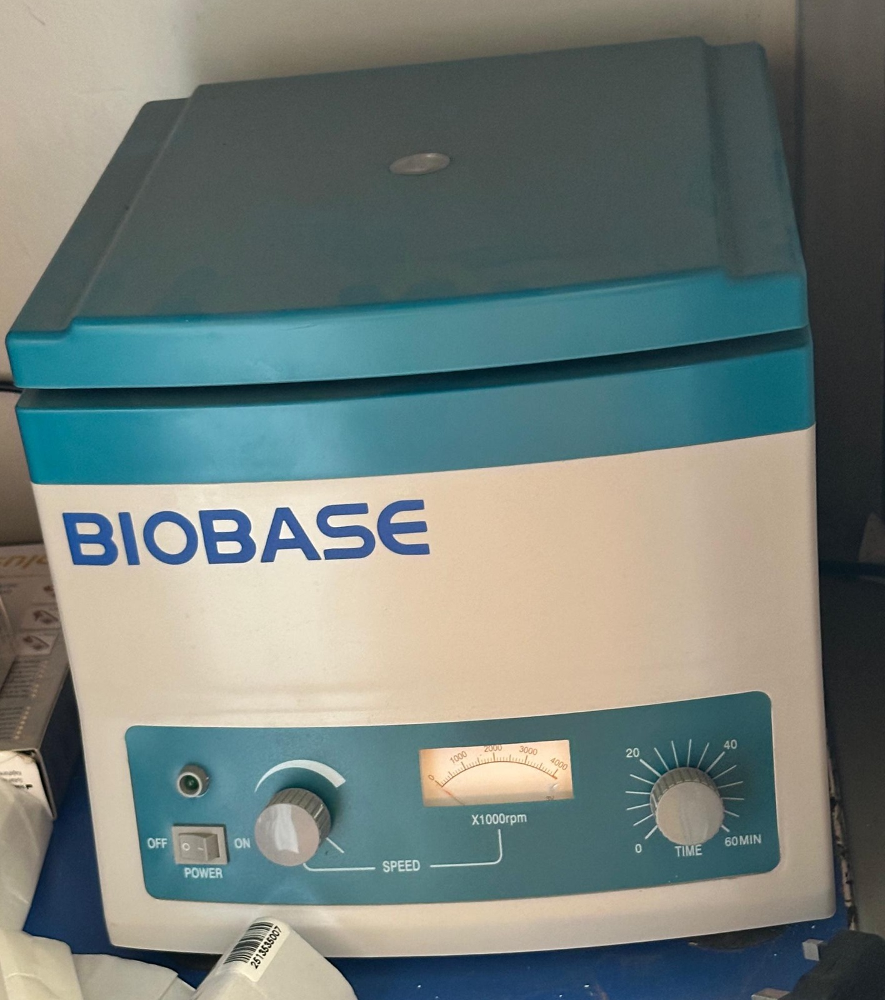 BIOBASE
0 1000 2000 3000 4000
X1000rpm
20 40
OFF ON
POWER
SPEED
0 TIME 60MIN
2513535007